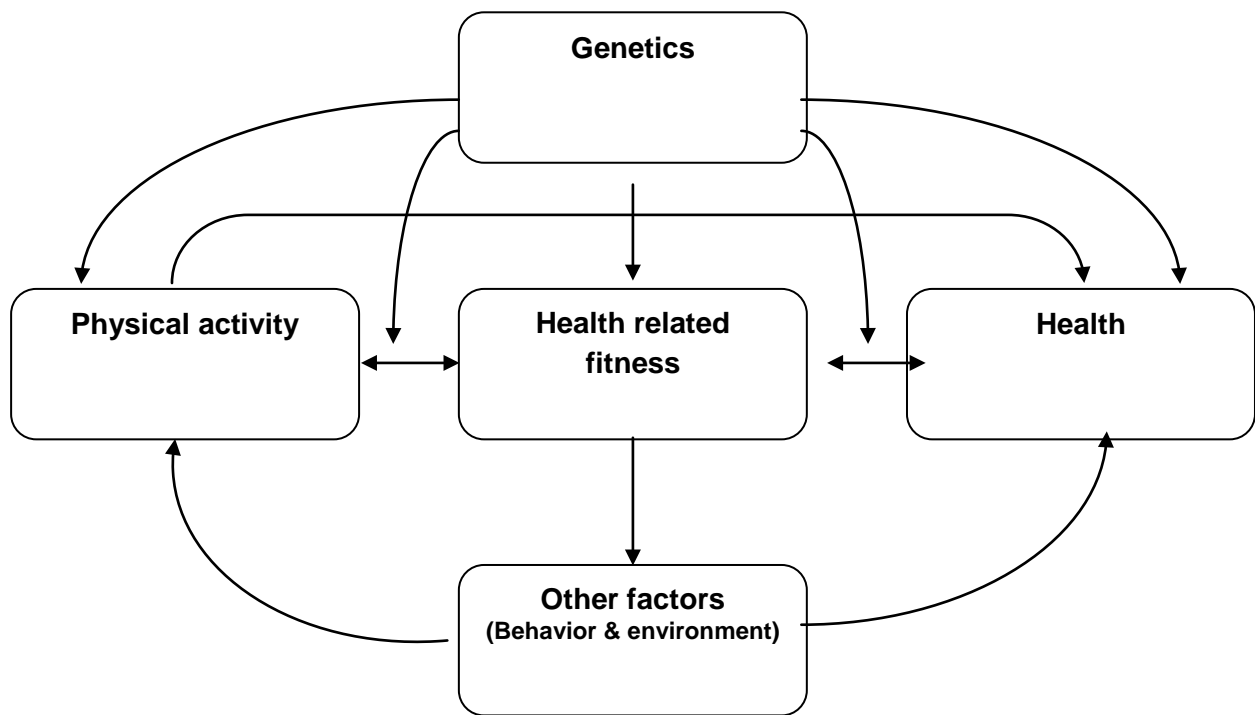 Genetics
Physical activity
Health related
fitness
Health
Other factors
(Behavior & environment)